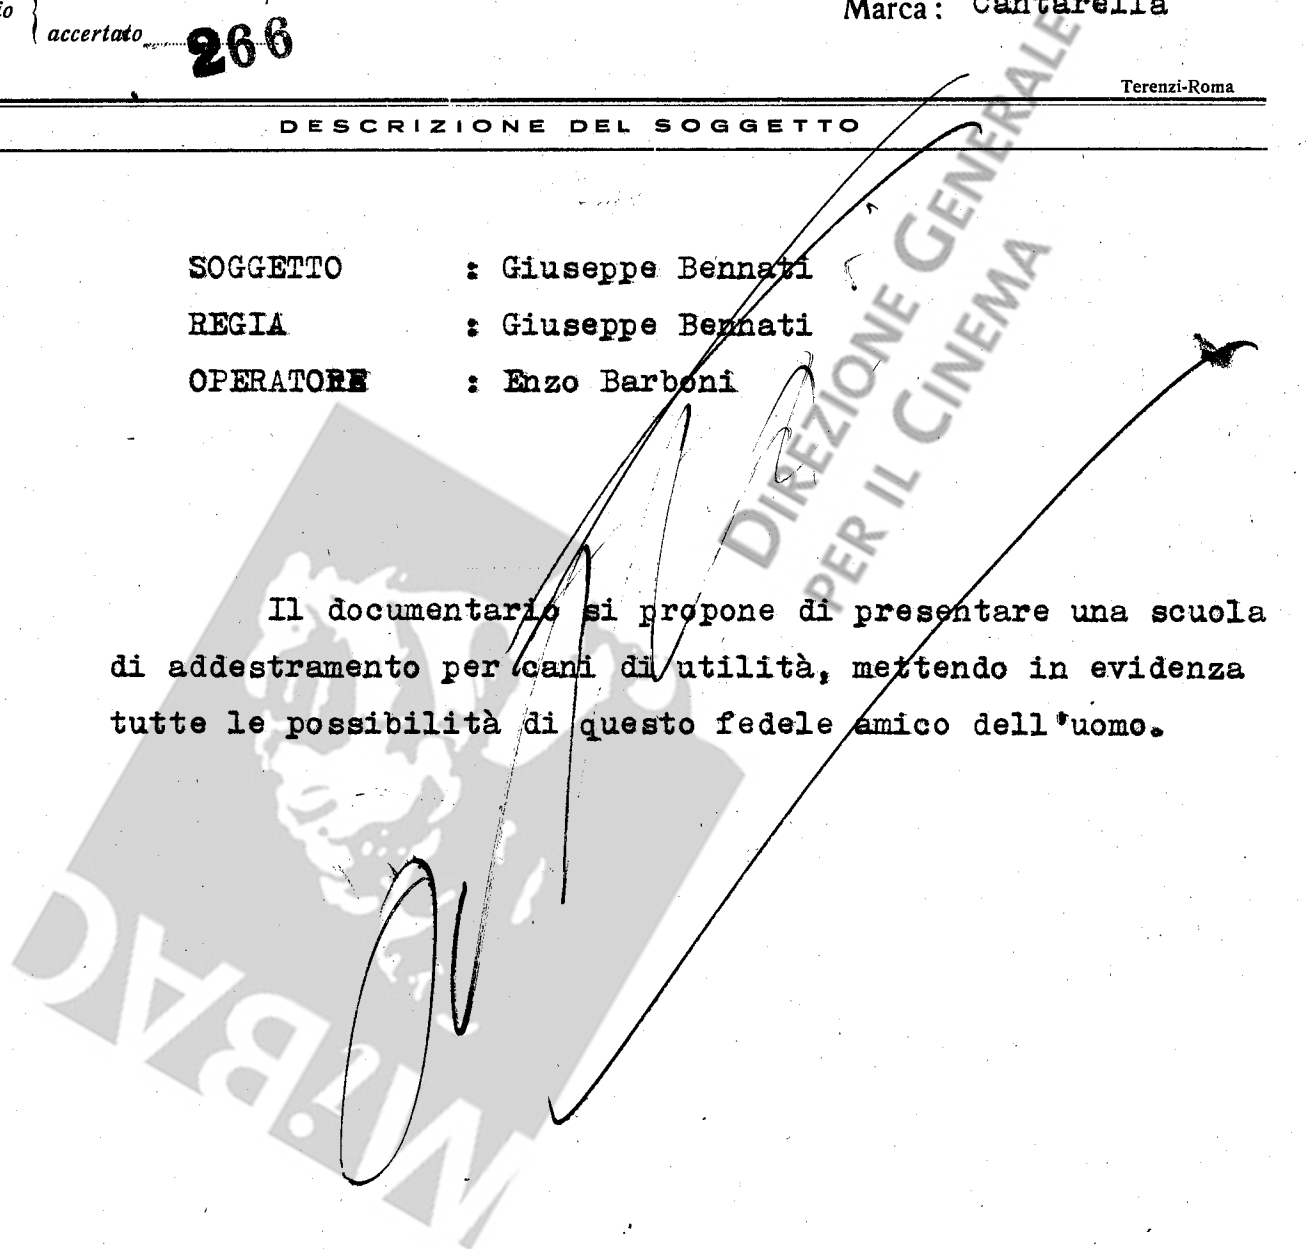 accertato 266
Marca: Cantarella
Terenzi-Roma
DESCRIZIONE DEL SOGGETTO
SOGGETTO : Giuseppe Bennati
REGIA : Giuseppe Bennati
OPERATORE : Enzo Barboni
Il documentario si propone di presentare una scuola
di addestramento per cani di utilità, mettendo in evidenza
tutte le possibilità di questo fedele amico dell'uomo.
DIREZIONE GENERALE
PER IL CINEMA
MiBAC